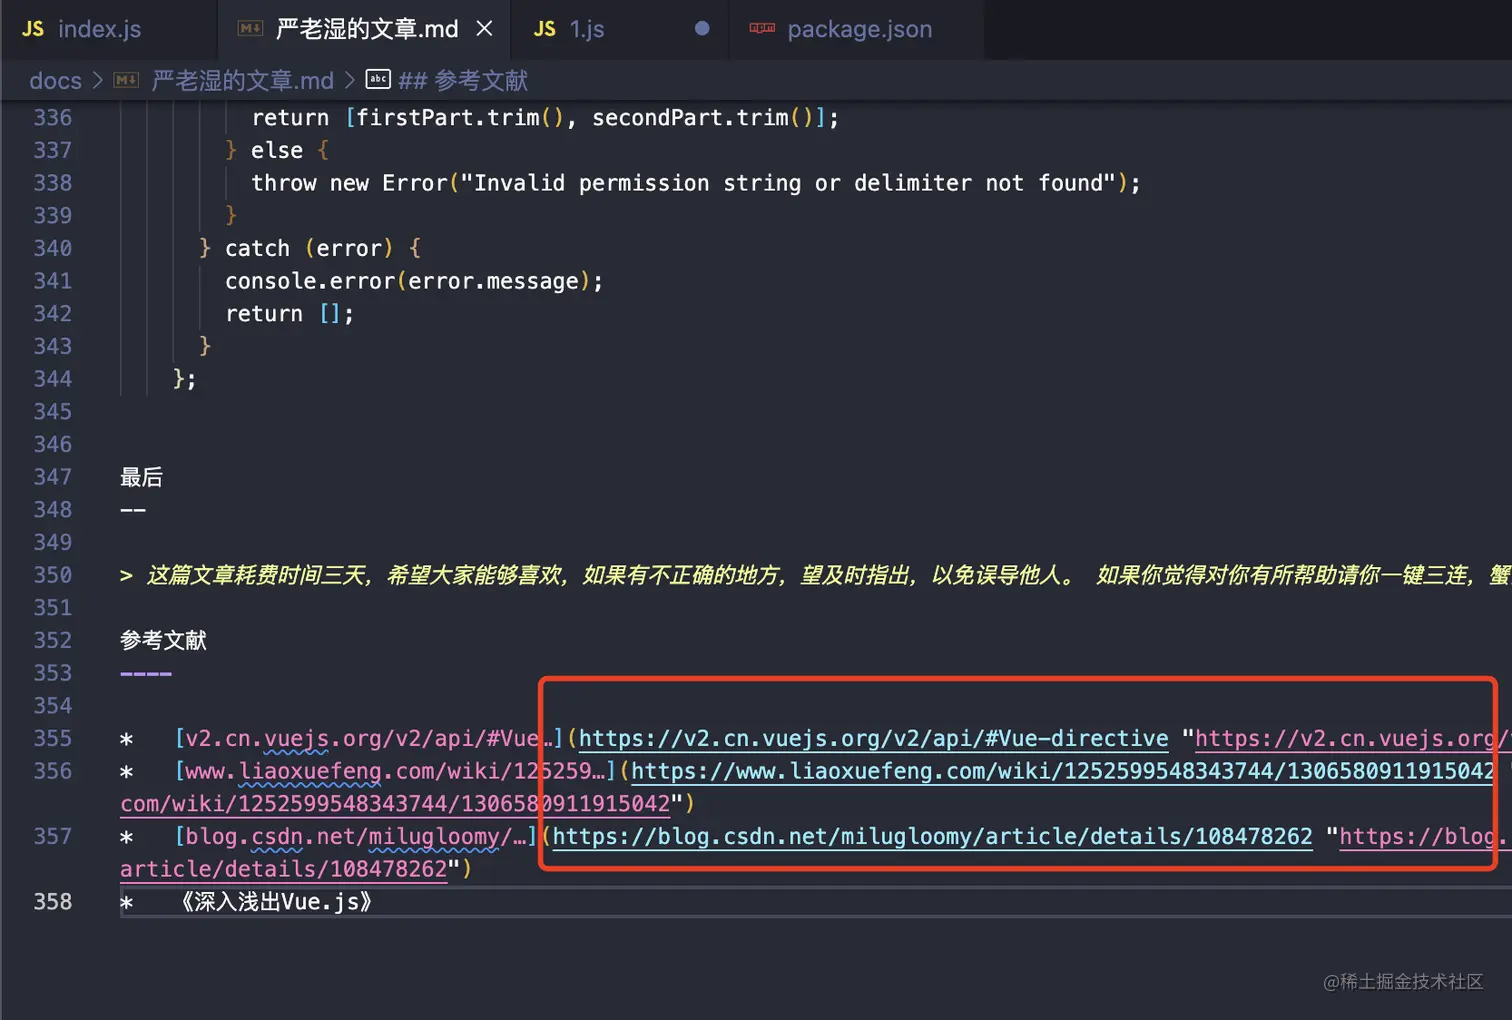 JS index.js 严老湿的文章.md JS 1.js package.json
docs > 严老湿的文章.md > abc ## 参考文献
336 return [firstPart.trim(), secondPart.trim()];
337 } else {
338 throw new Error("Invalid permission string or delimiter not found");
339 }
340 } catch (error) {
341 console.error(error.message);
342 return [];
343 }
344 };
345
346
347 最后
348 --
349
350 > 这篇文章耗费时间三天，希望大家能够喜欢，如果有不正确的地方，望及时指出，以免误导他人。 如果你觉得对你有所帮助请你一键三连，蟹
351
352 参考文献
353 ----
354
355 * [v2.cn.vuejs.org/v2/api/#Vue…](https://v2.cn.vuejs.org/v2/api/#Vue-directive "https://v2.cn.vuejs.org/
356 * [www.liaoxuefeng.com/wiki/125259…](https://www.liaoxuefeng.com/wiki/1252599548343744/1306580911915042
com/wiki/1252599548343744/1306580911915042")
357 * [blog.csdn.net/milugloomy/…](https://blog.csdn.net/milugloomy/article/details/108478262 "https://blog.
article/details/108478262")
358 * 《深入浅出Vue.js》
@稀土掘金技术社区